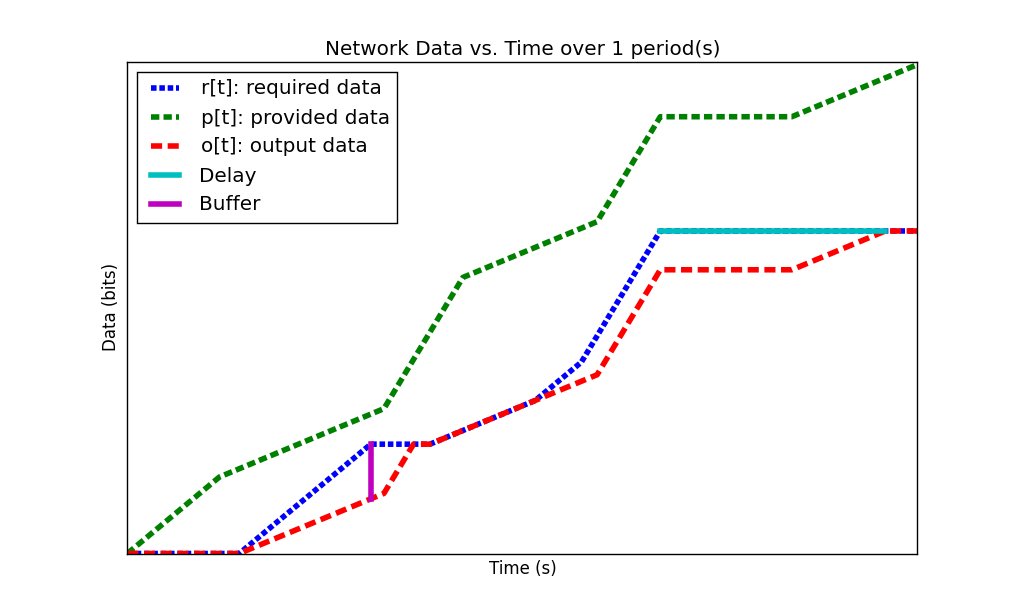 Network Data vs. Time over 1 period(s)
r[t]: required data
p[t]: provided data
o[t]: output data
Delay
Buffer
Data (bits)
Time (s)